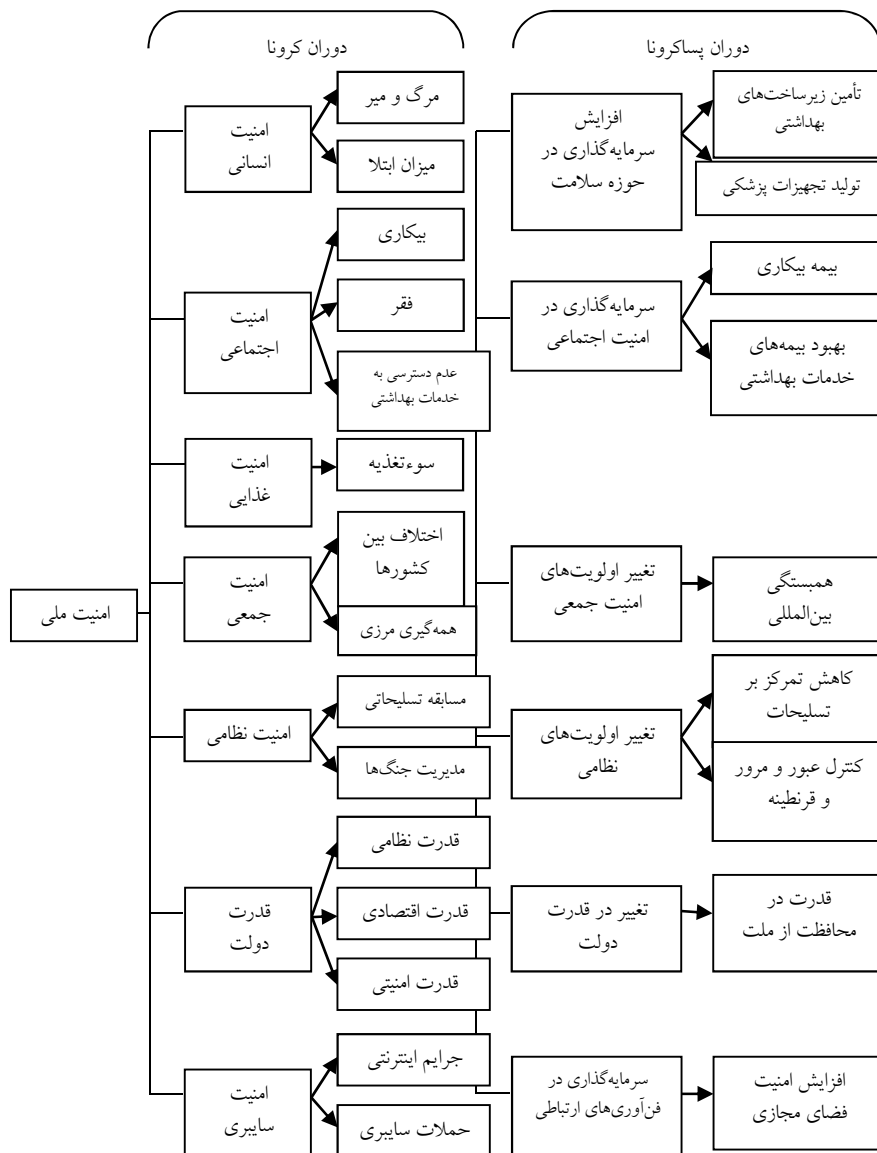 دوران کرونا
دوران پساکرونا
امنیت ملی
امنیت
انسانی
مرگ و میر
میزان ابتلا
امنیت
اجتماعی
بیکاری
فقر
عدم دسترسی به
خدمات بهداشتی
امنیت
غذایی
سوءتغذیه
امنیت
جمعی
اختلاف بین
کشورها
همه‌گیری مرزی
امنیت نظامی
مسابقه تسلیحاتی
مدیریت جنگ‌ها
قدرت
دولت
قدرت نظامی
قدرت اقتصادی
قدرت امنیتی
امنیت
سایبری
جرایم اینترنتی
حملات سایبری
افزایش
سرمایه‌گذاری در
حوزه سلامت
تأمین زیرساخت‌های
بهداشتی
تولید تجهیزات پزشکی
سرمایه‌گذاری در
امنیت اجتماعی
بیمه بیکاری
بهبود بیمه‌های
خدمات بهداشتی
تغییر اولویت‌های
امنیت جمعی
همبستگی
بین‌المللی
تغییر اولویت‌های
نظامی
کاهش تمرکز بر
تسلیحات
کنترل عبور و مرور
و قرنطینه
تغییر در قدرت
دولت
قدرت در
محافظت از ملت
سرمایه‌گذاری در
فن‌آوری‌های ارتباطی
افزایش امنیت
فضای مجازی